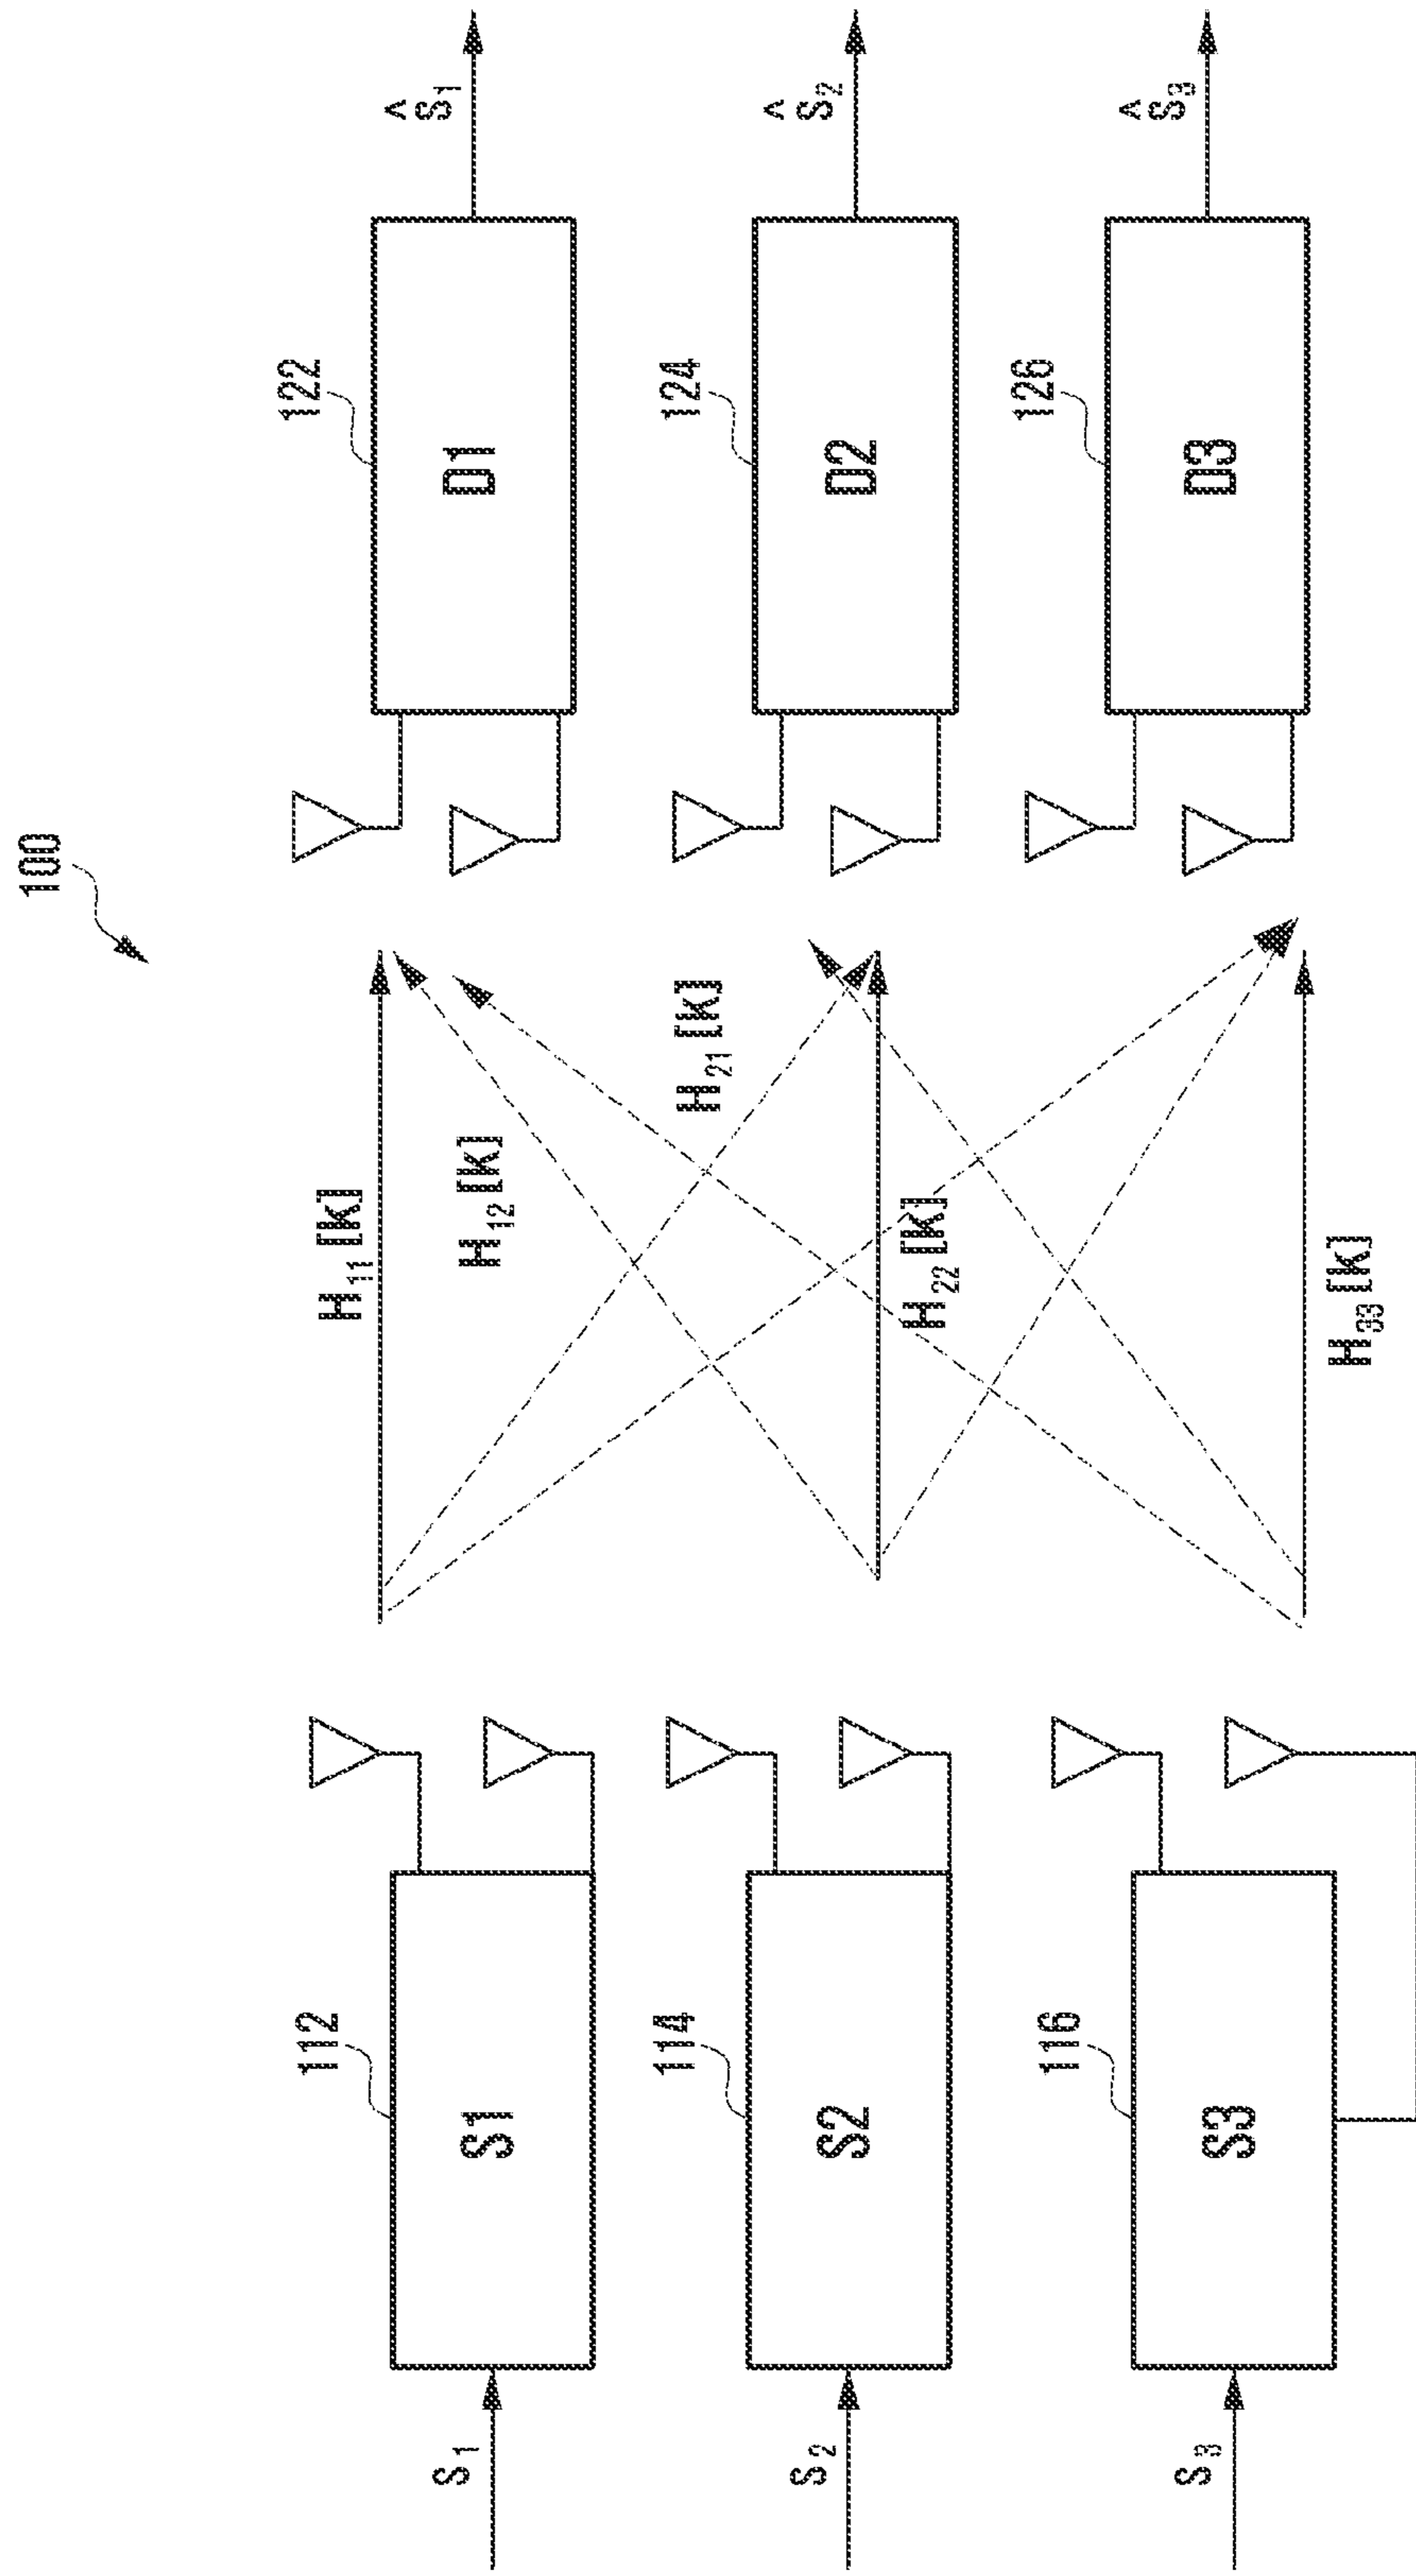 100
S1
112
S1
H11[K]
122
D1
ŝ1
H12[K]
H21[K]
S2
114
S2
H22[K]
124
D2
ŝ2
S3
116
S3
H33[K]
126
D3
ŝ3